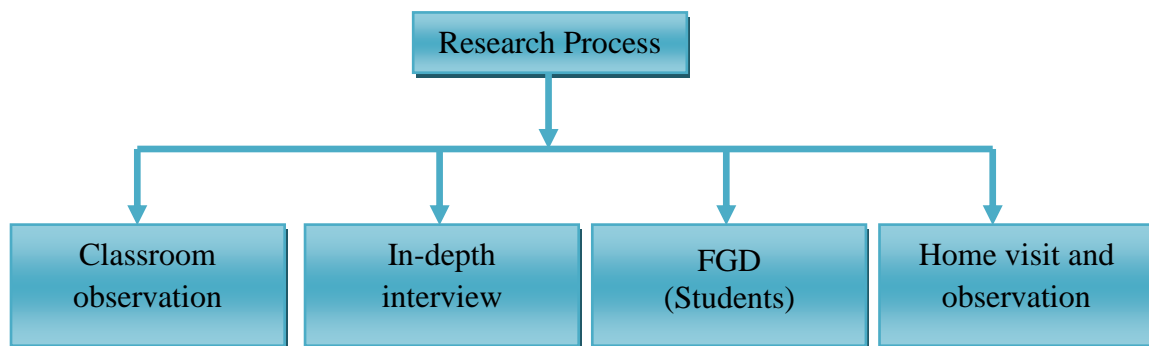 Research Process
Classroom
observation
In-depth
interview
FGD
(Students)
Home visit and
observation